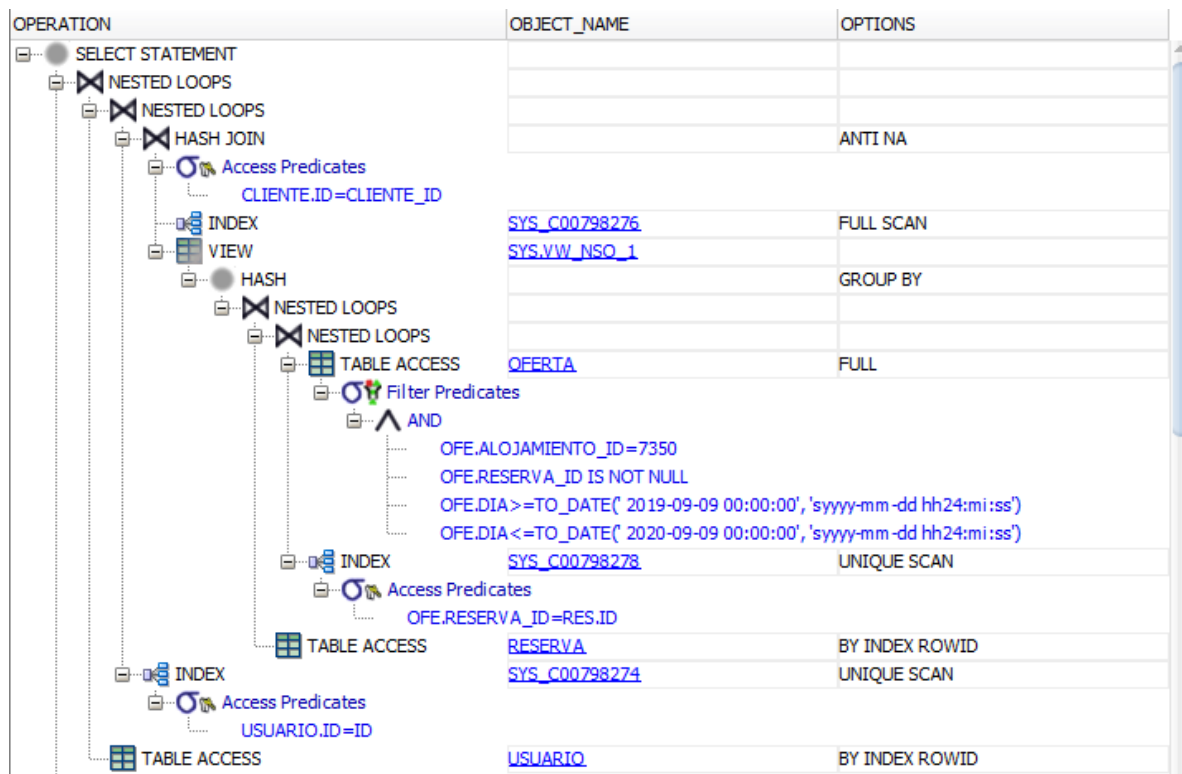 OPERATION OBJECT_NAME OPTIONS
SELECT STATEMENT
NESTED LOOPS
NESTED LOOPS
HASH JOIN ANTI NA
Access Predicates
CLIENTE.ID=CLIENTE_ID
INDEX SYS_C00798276 FULL SCAN
VIEW SYS.VW_NSO_1
HASH GROUP BY
NESTED LOOPS
NESTED LOOPS
TABLE ACCESS OFERTA FULL
Filter Predicates
AND
OFE.ALOJAMIENTO_ID=7350
OFE.RESERVA_ID IS NOT NULL
OFE.DIA>=TO_DATE(' 2019-09-09 00:00:00', 'syyyy-mm-dd hh24:mi:ss')
OFE.DIA<=TO_DATE(' 2020-09-09 00:00:00', 'syyyy-mm-dd hh24:mi:ss')
INDEX SYS_C00798278 UNIQUE SCAN
Access Predicates
OFE.RESERVA_ID=RES.ID
TABLE ACCESS RESERVA BY INDEX ROWID
INDEX SYS_C00798274 UNIQUE SCAN
Access Predicates
USUARIO.ID=ID
TABLE ACCESS USUARIO BY INDEX ROWID